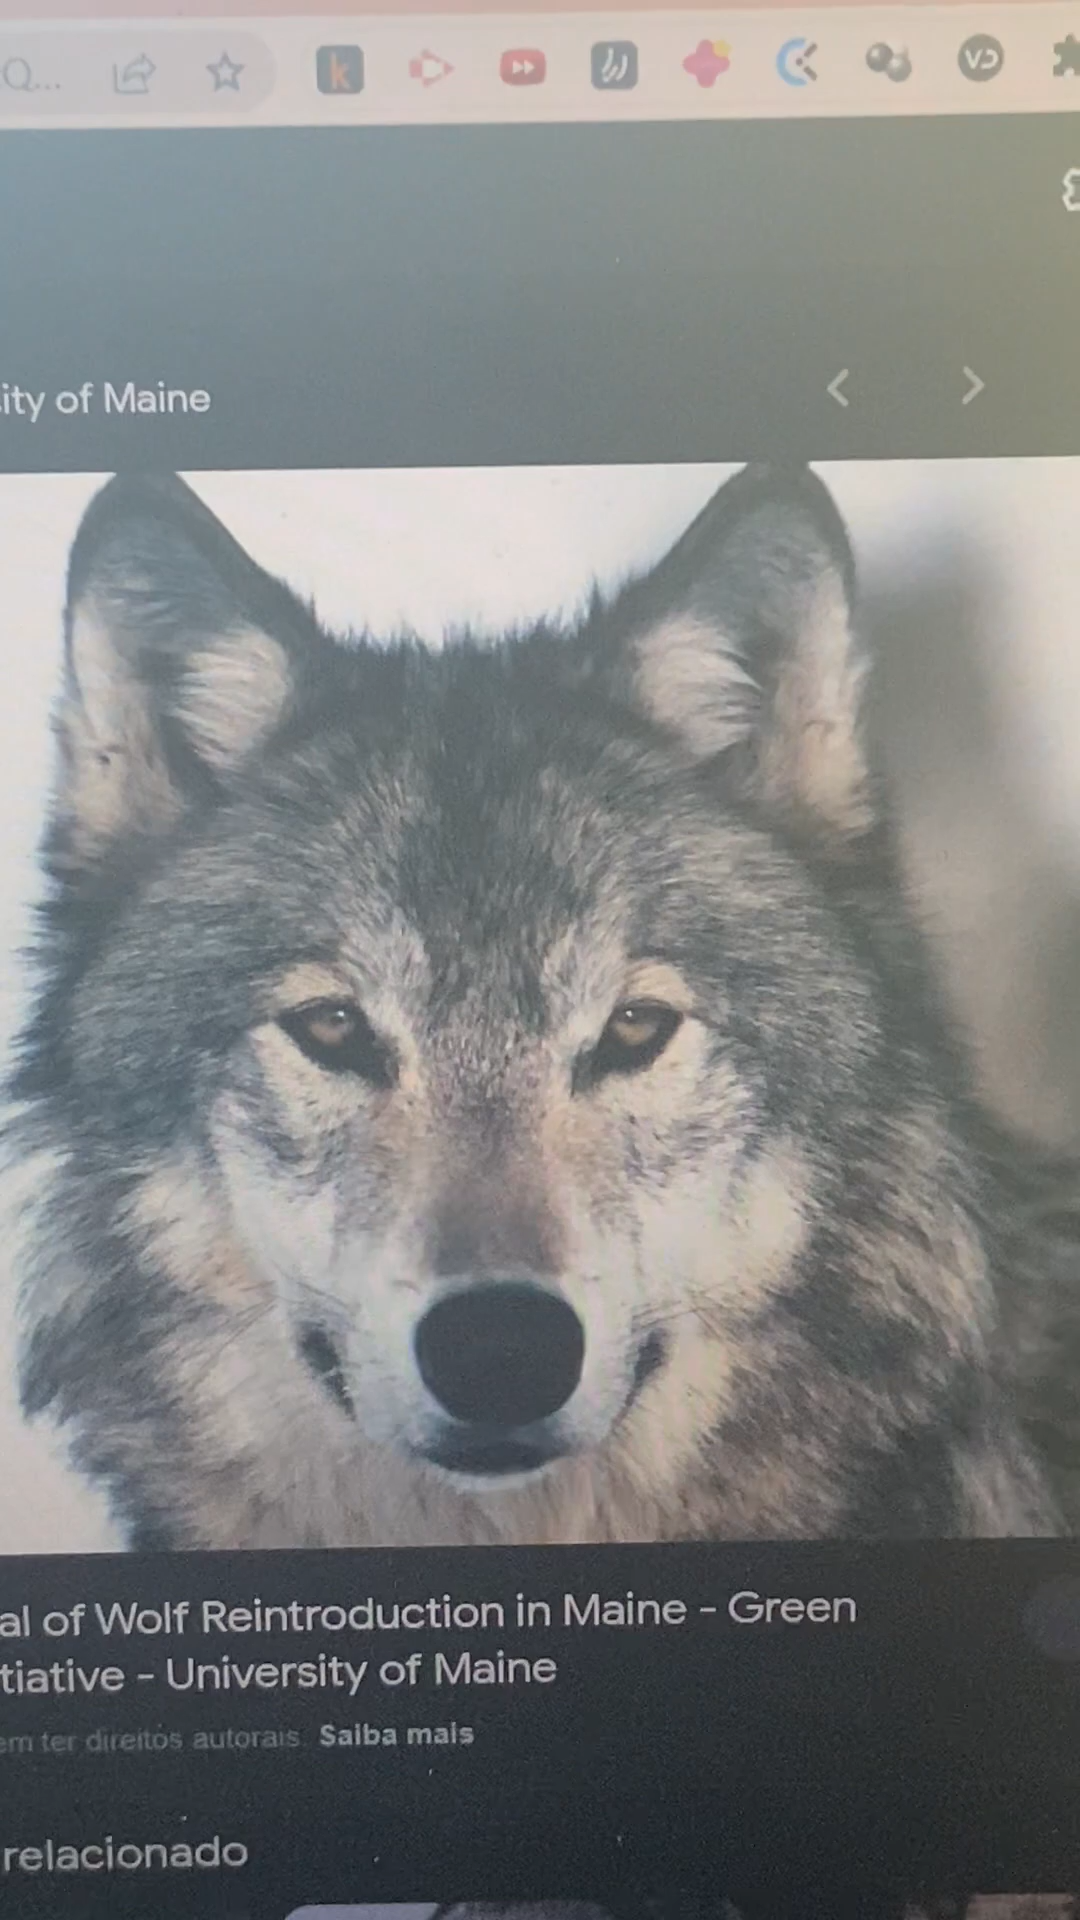 Q...
k
VD
ity of Maine
al of Wolf Reintroduction in Maine - Green
tiative - University of Maine
em ter direitos autorais. Saiba mais
relacionado